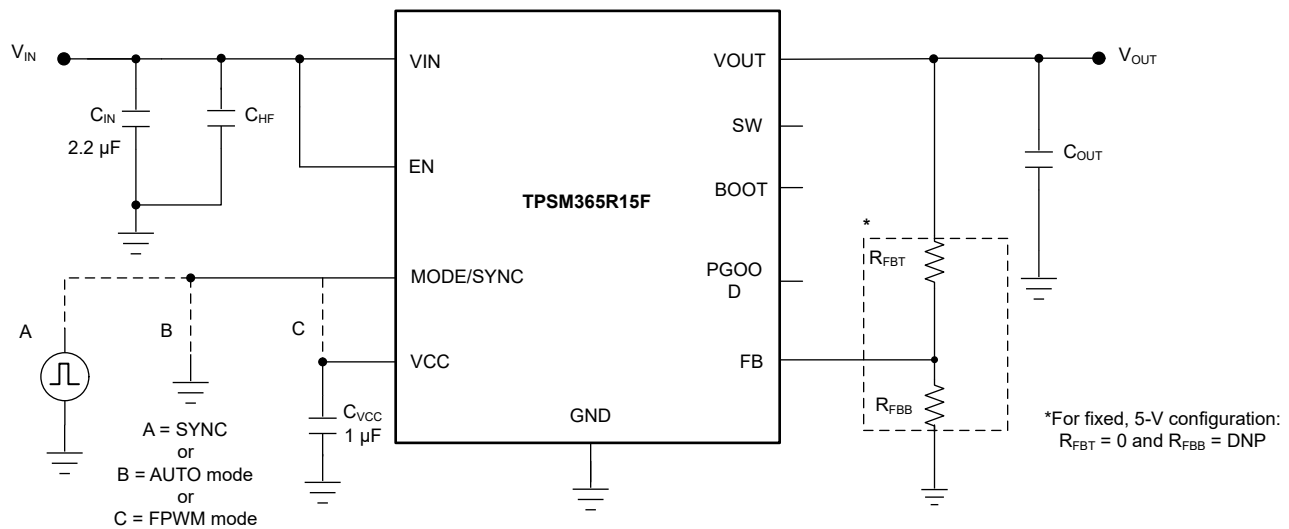 VIN
VIN
VOUT
VOUT
CIN
2.2 µF
CHF
SW
COUT
EN
BOOT
TPSM365R15F
*
RFBT
MODE/SYNC
PGOO
D
A
B
C
VCC
FB
CVCC
1 µF
GND
RFBB
*For fixed, 5-V configuration:
RFBT = 0 and RFBB = DNP
A = SYNC
or
B = AUTO mode
or
C = FPWM mode